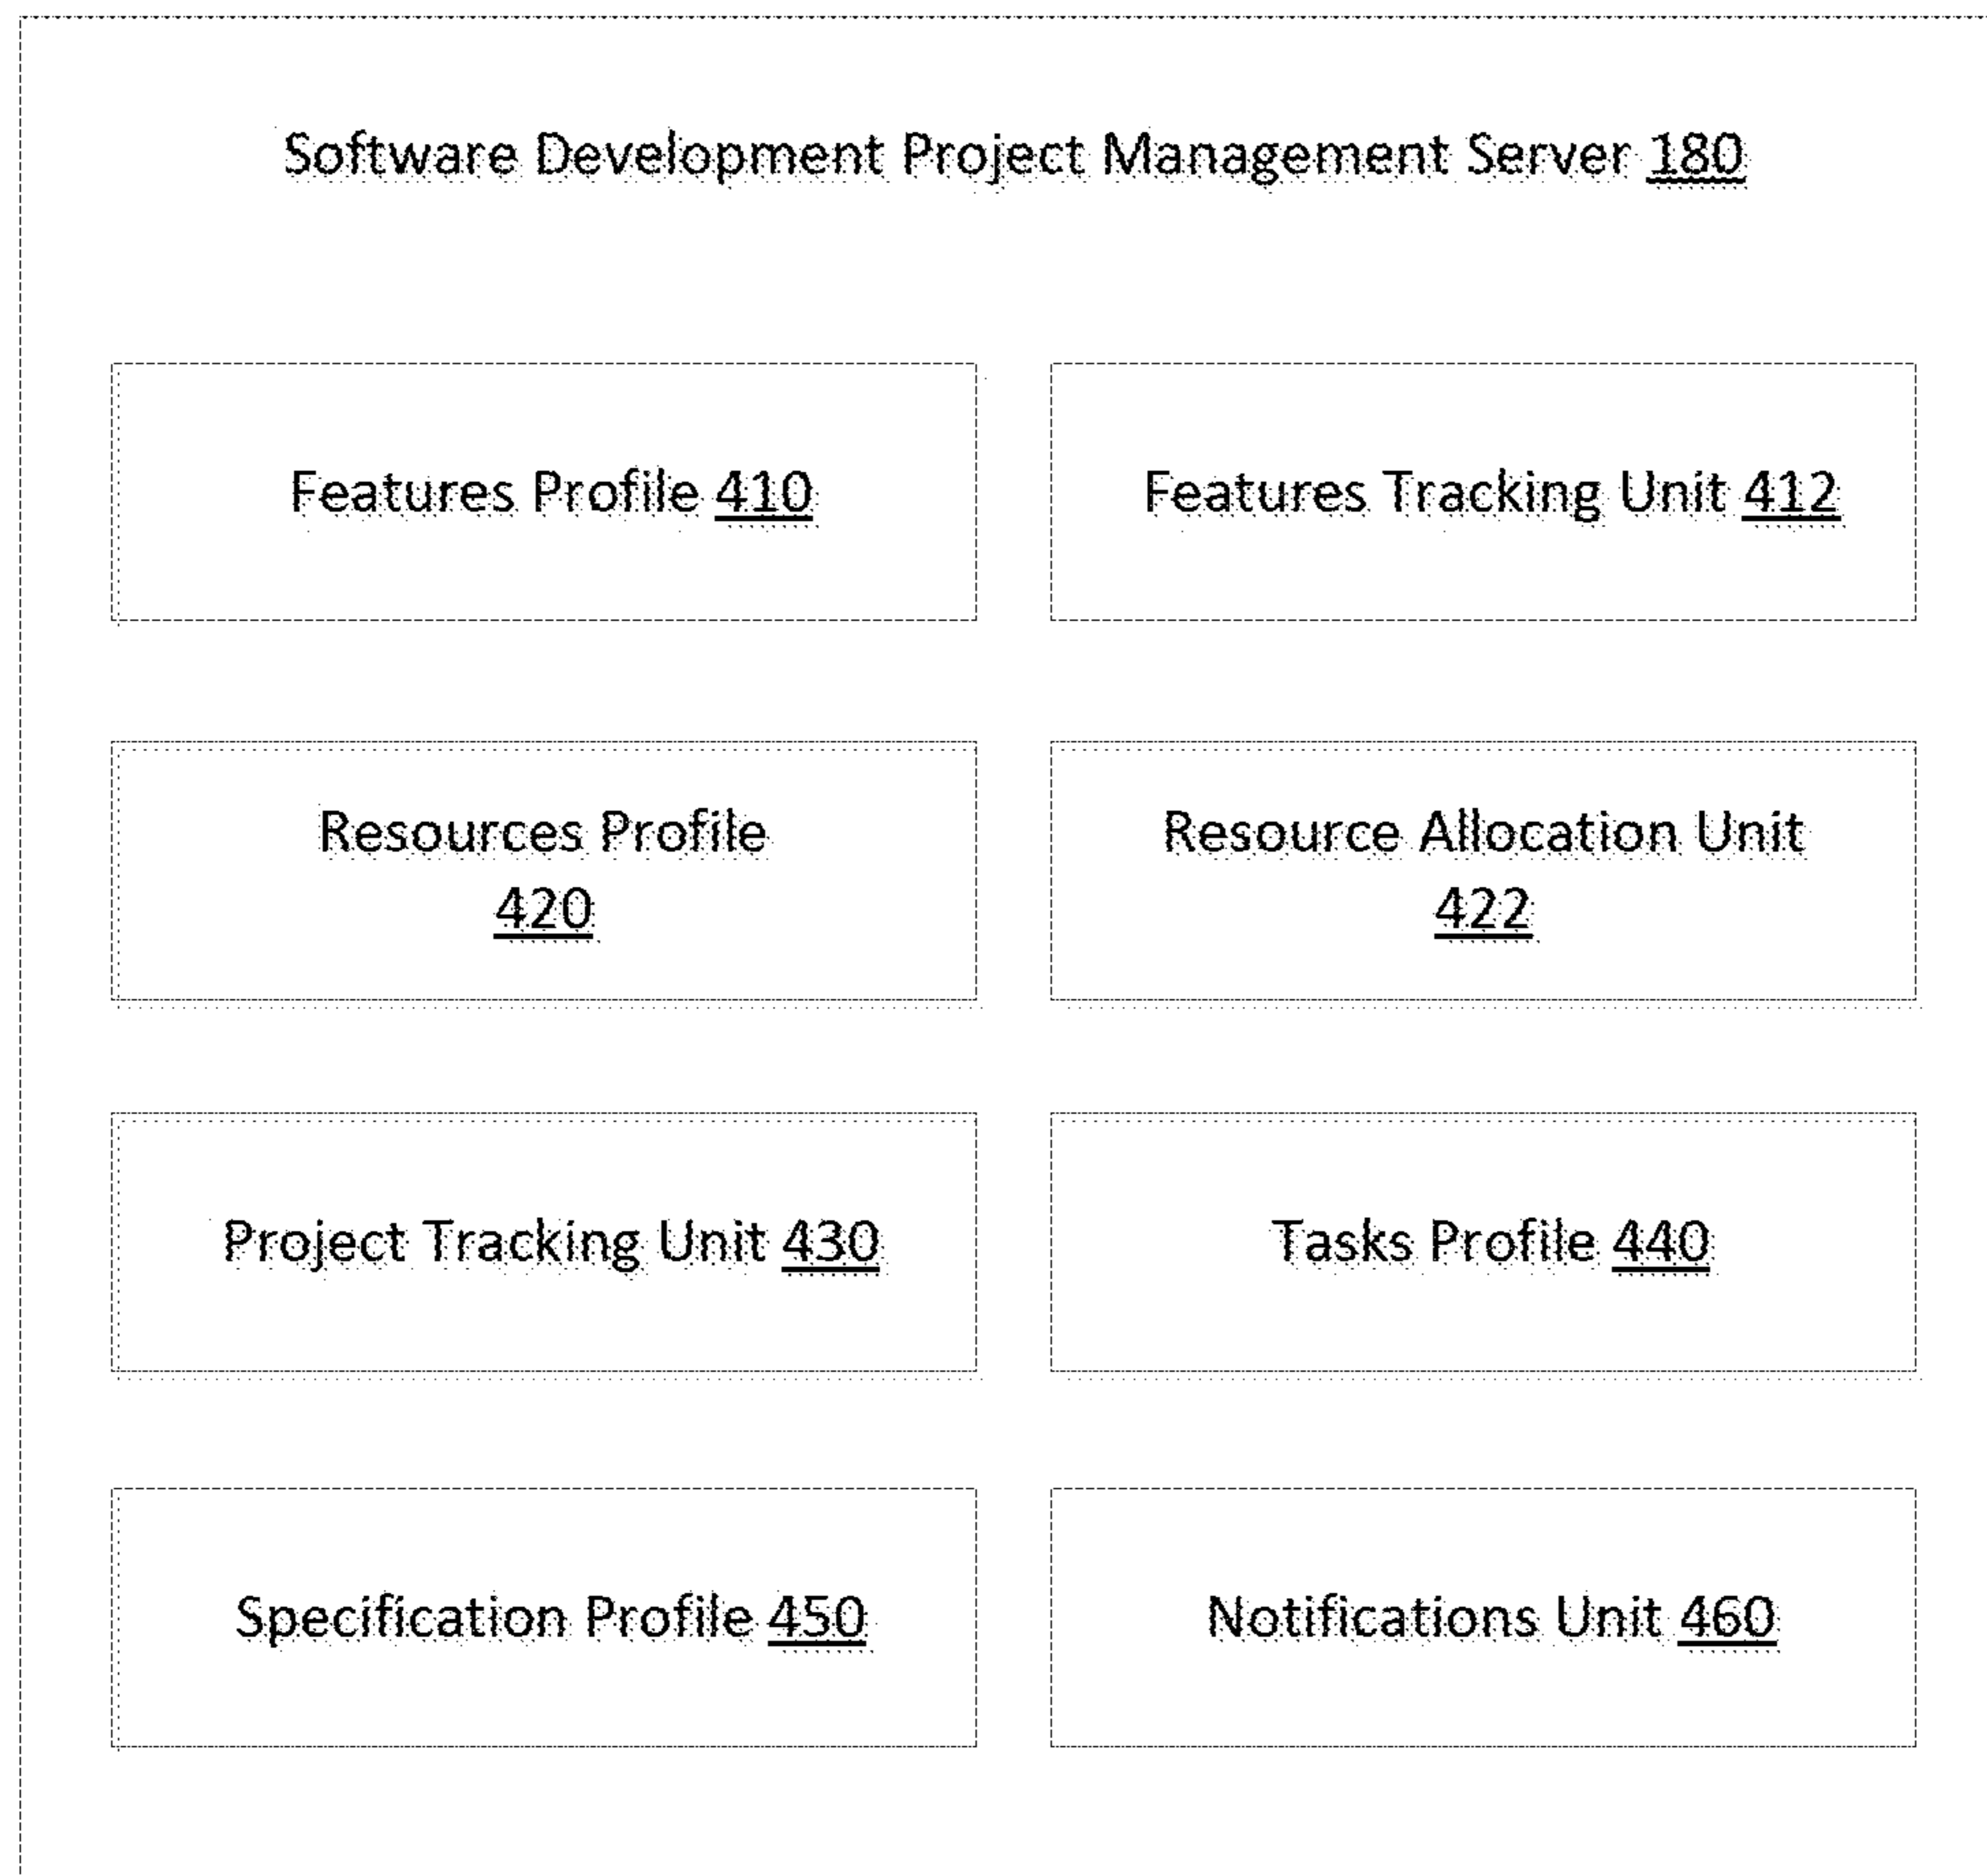 Software Development Project Management Server 180
Features Profile 410
Features Tracking Unit 412
Resources Profile
420
Resource Allocation Unit
422
Project Tracking Unit 430
Tasks Profile 440
Specification Profile 450
Notifications Unit 460